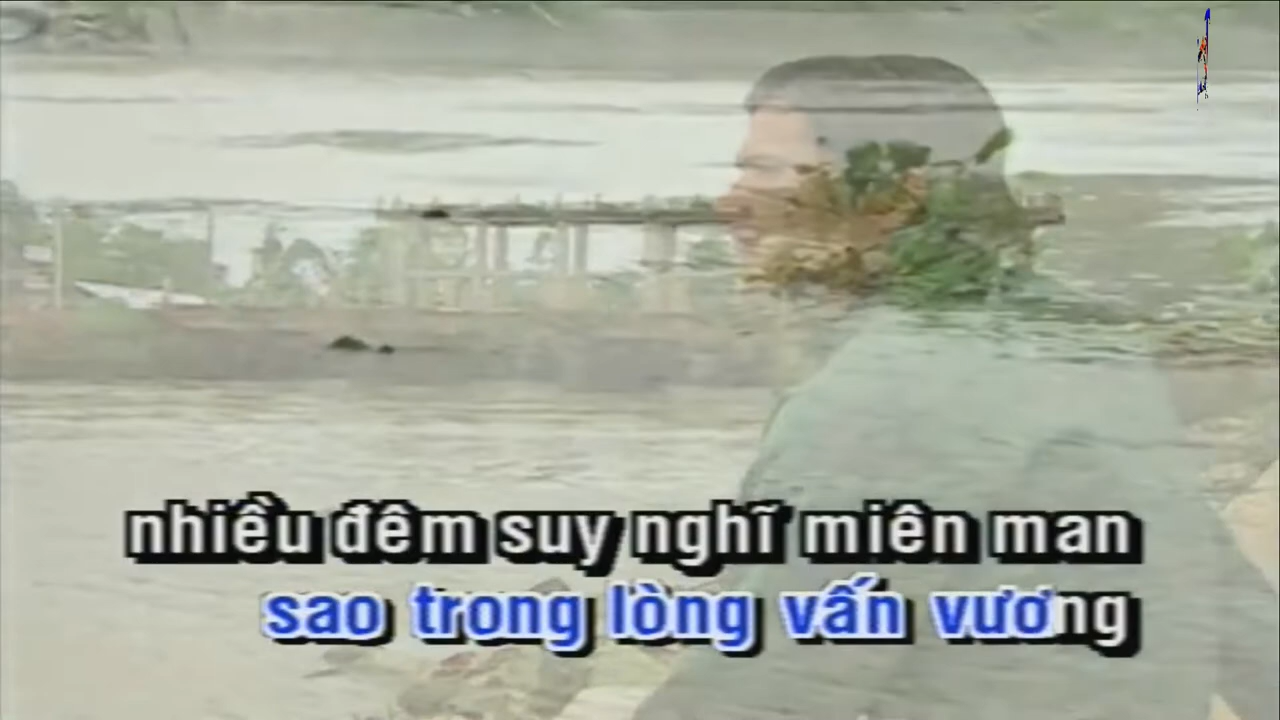 nhiều đêm suy nghĩ miên man
sao trong lòng vấn vương